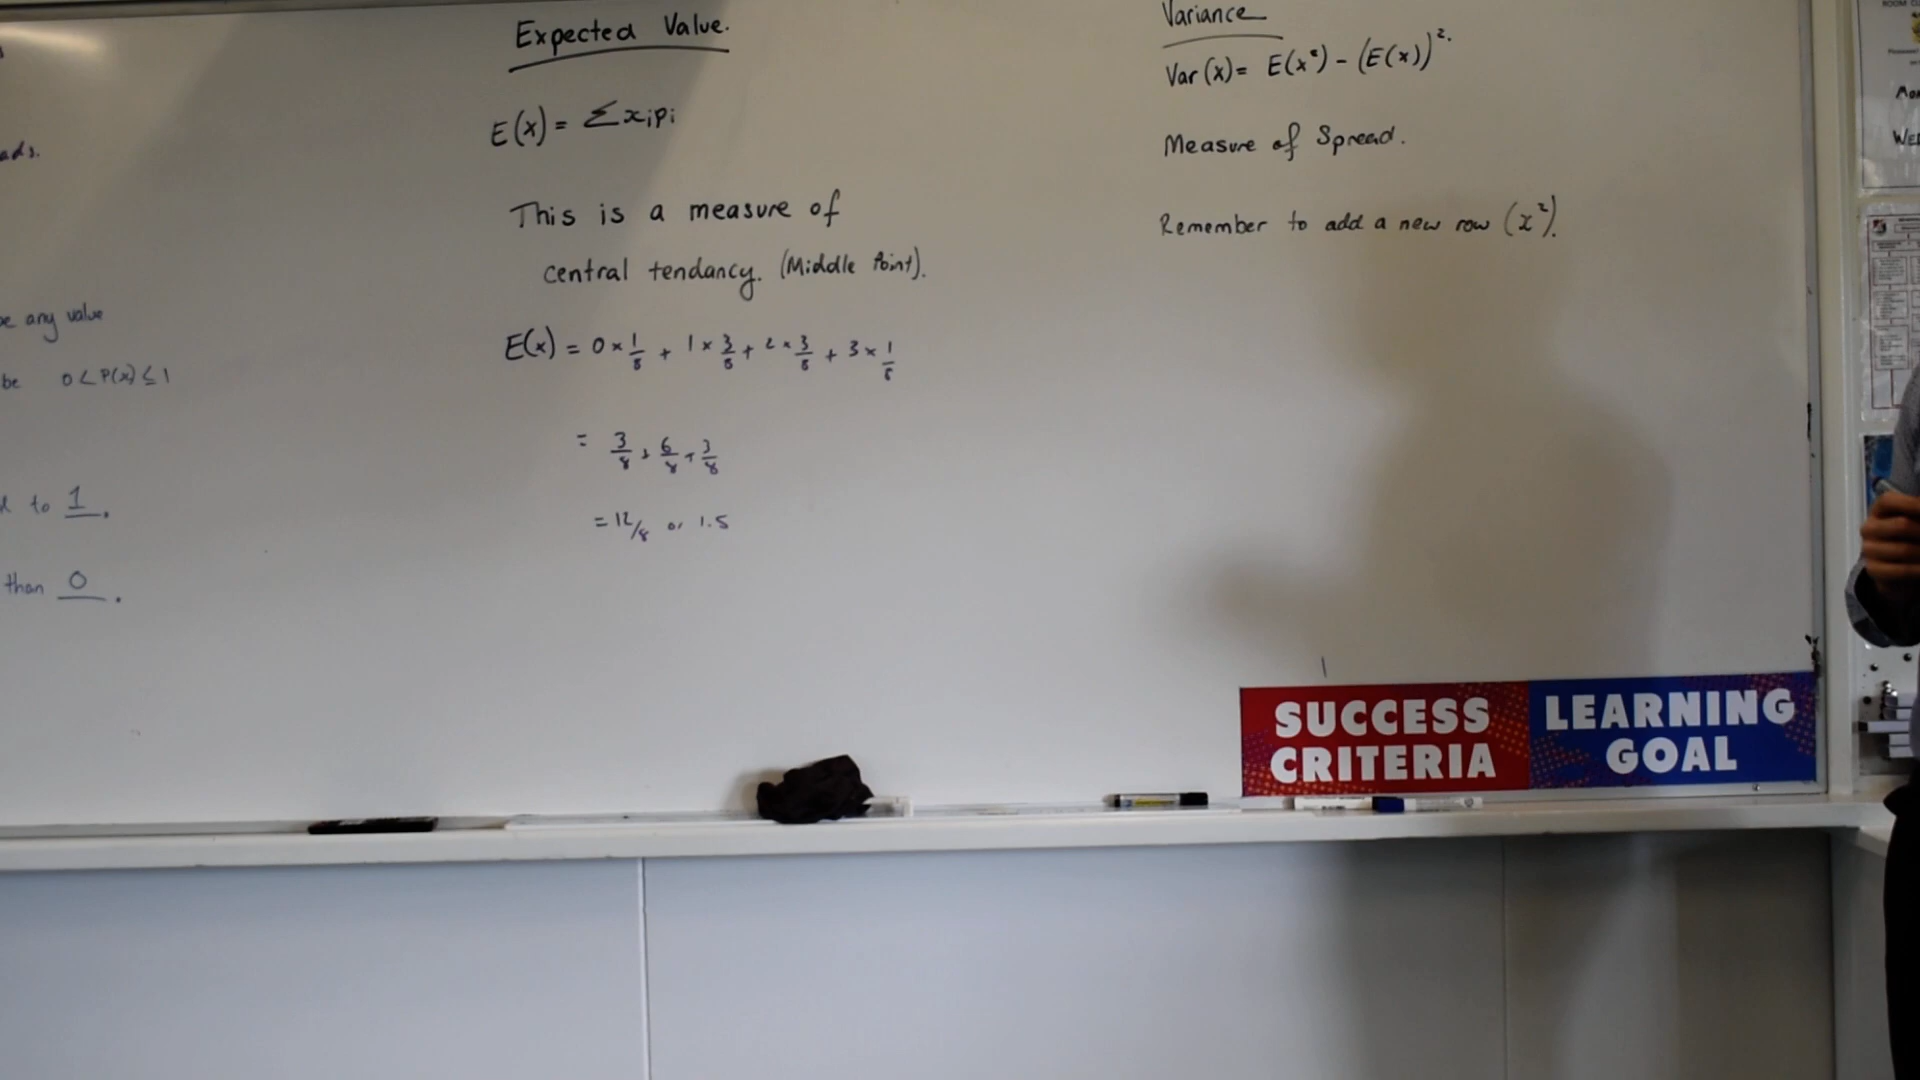 ads.
be any value
be 0 < P(x) ≤ 1
to 1.
than 0.
Expected Value.
E(x) = Σxᵢpᵢ
This is a measure of
central tendancy. (Middle Point).
E(x) = 0 × 1/8 + 1 × 3/8 + 2 × 3/8 + 3 × 1/8
= 3/8 + 6/8 + 3/8
= 12/8 or 1.5
Variance
Var(x) = E(x²) - (E(x))².
Measure of Spread.
Remember to add a new row (x²).
SUCCESS
CRITERIA
LEARNING
GOAL
ROOM